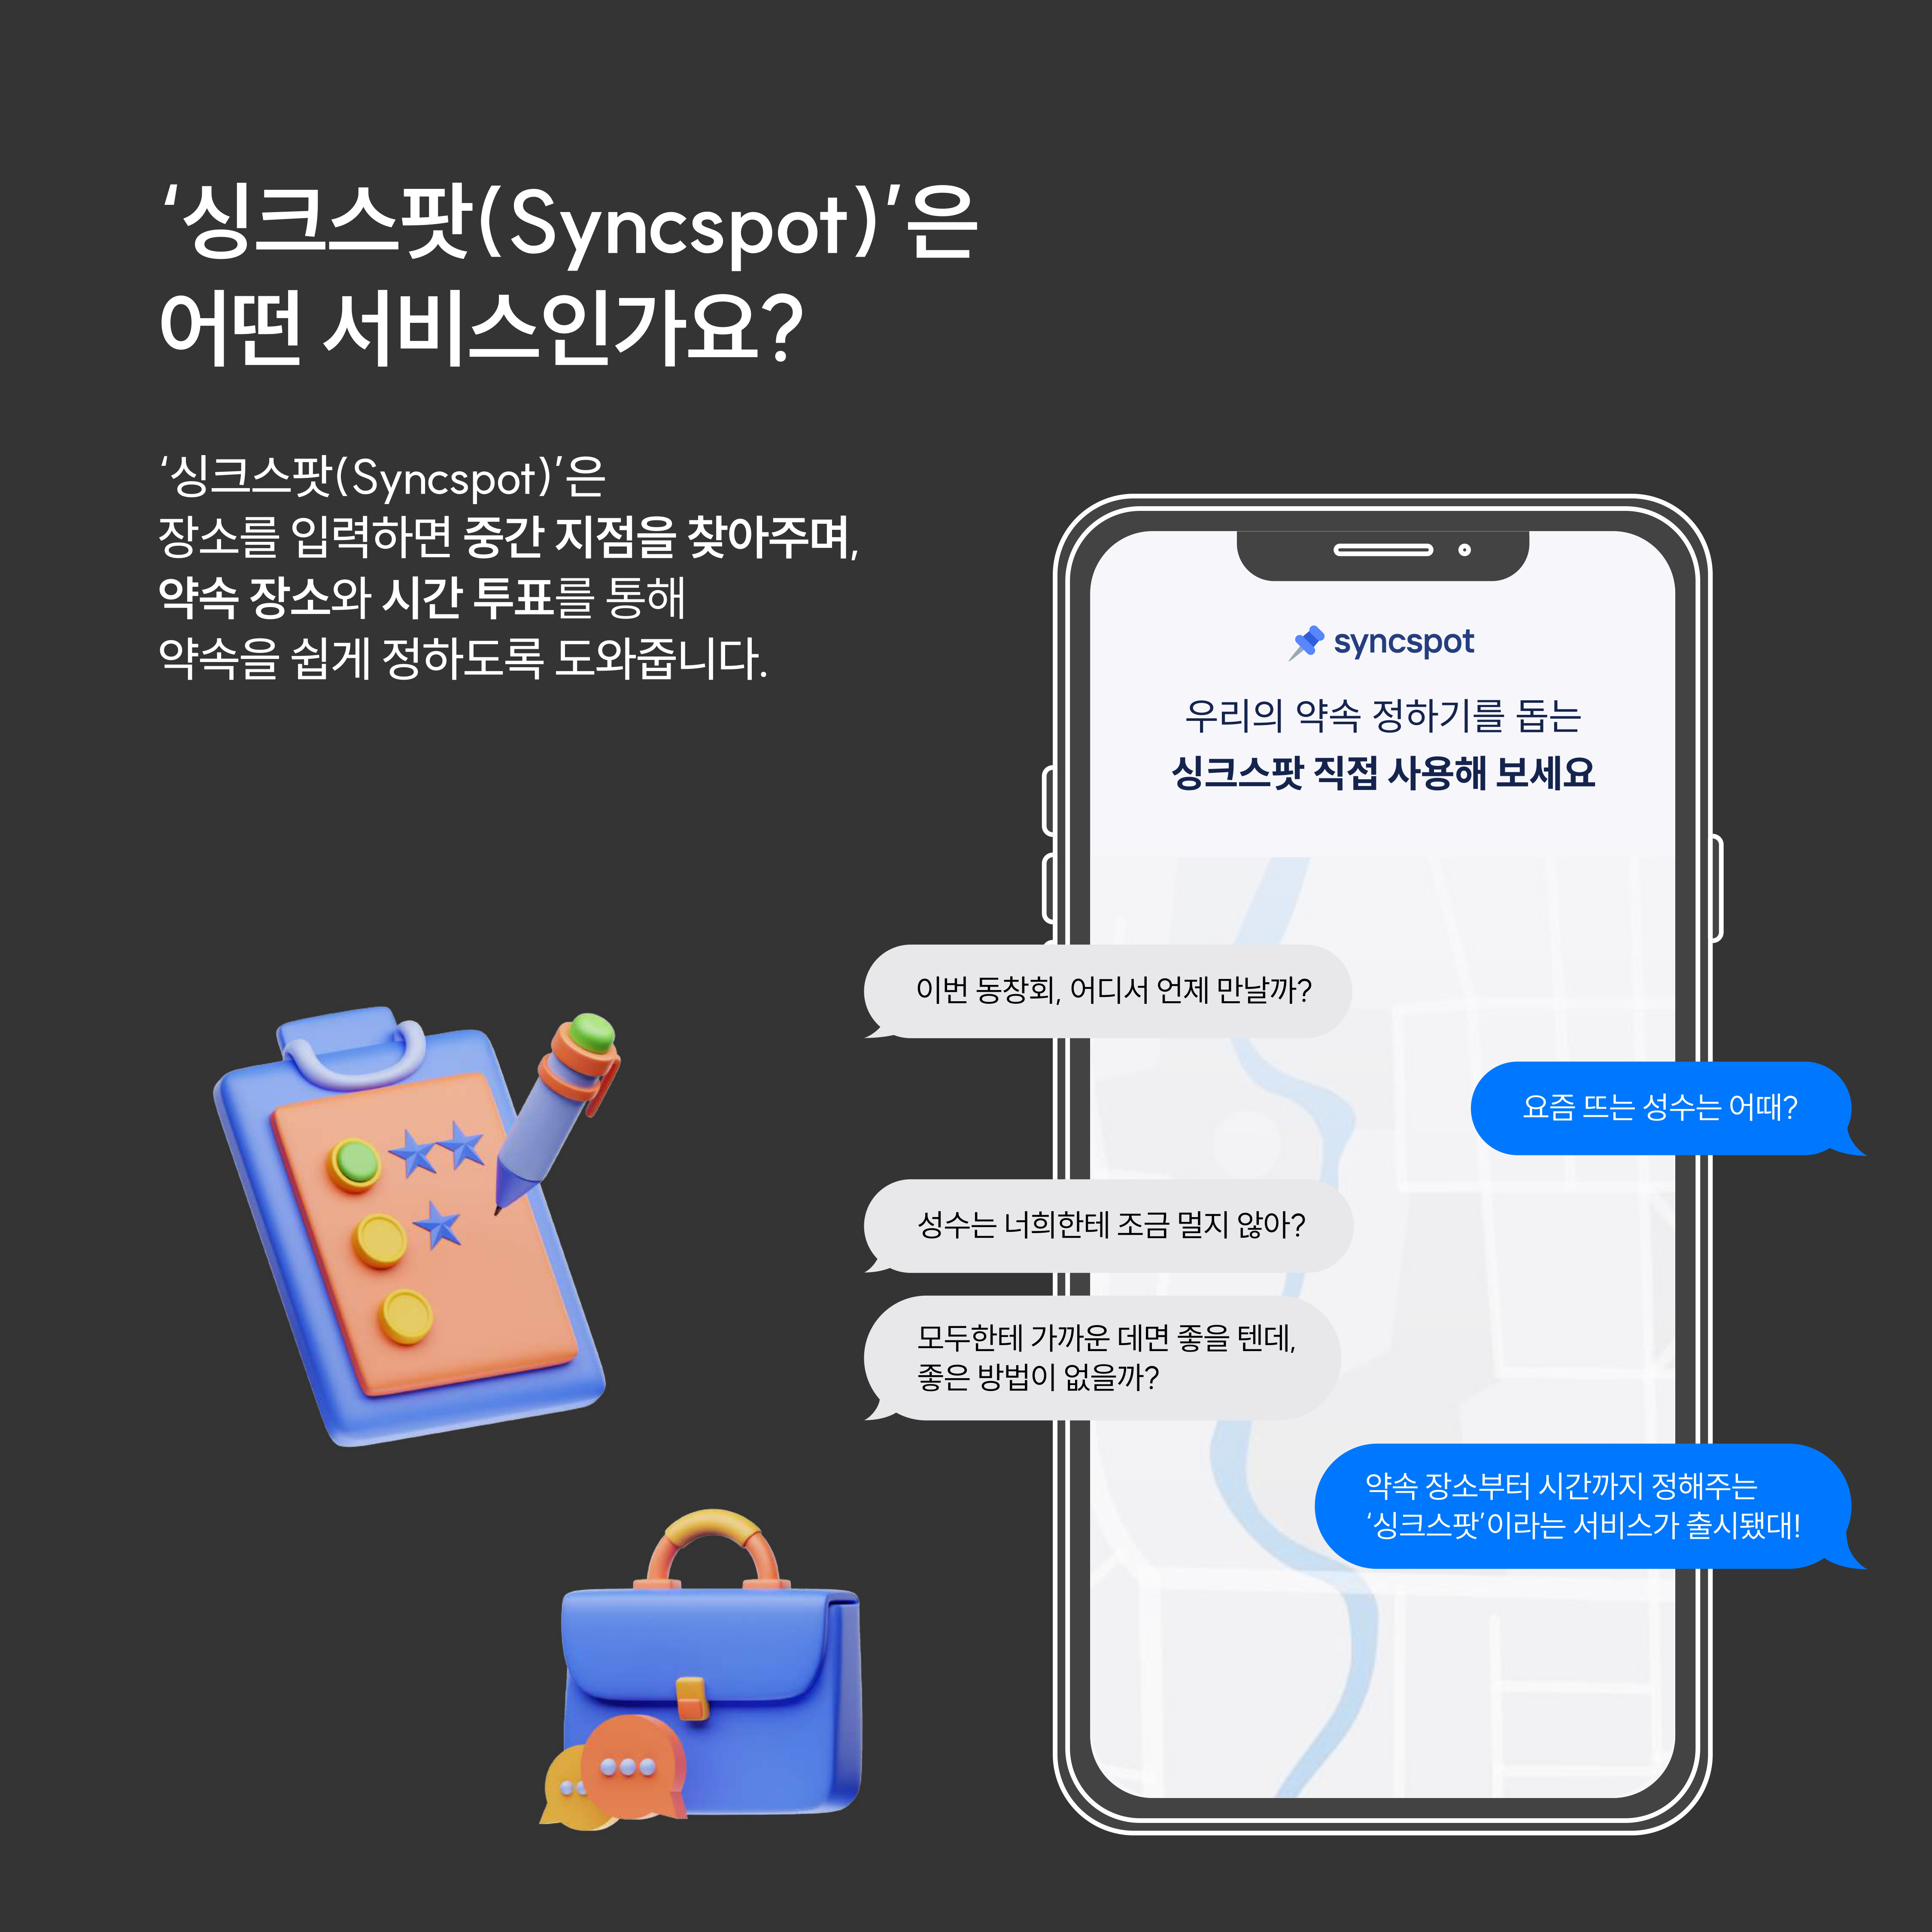 ‘싱크스팟(Syncspot)’은
어떤 서비스인가요?
‘싱크스팟(Syncspot)’은
장소를 입력하면 중간 지점을 찾아주며,
약속 장소와 시간 투표를 통해
약속을 쉽게 정하도록 도와줍니다.
syncspot
우리의 약속 정하기를 돕는
싱크스팟 직접 사용해 보세요
이번 동창회, 어디서 언제 만날까?
요즘 뜨는 성수는 어때?
성수는 너희한테 조금 멀지 않아?
모두한테 가까운 데면 좋을 텐데,
좋은 방법이 없을까?
약속 장소부터 시간까지 정해주는
‘싱크스팟’이라는 서비스가 출시됐대!